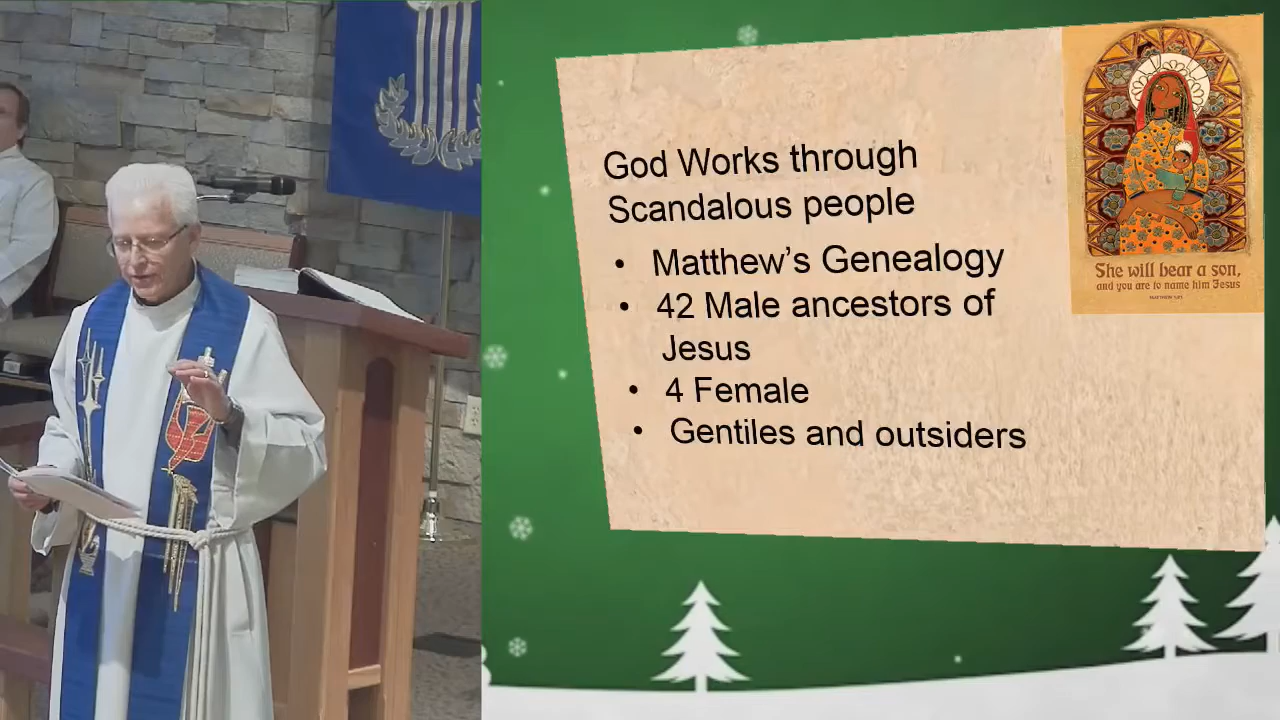 God Works through
Scandalous people
• Matthew's Genealogy
• 42 Male ancestors of
Jesus
• 4 Female
• Gentiles and outsiders
She will bear a son,
and you are to name him Jesus